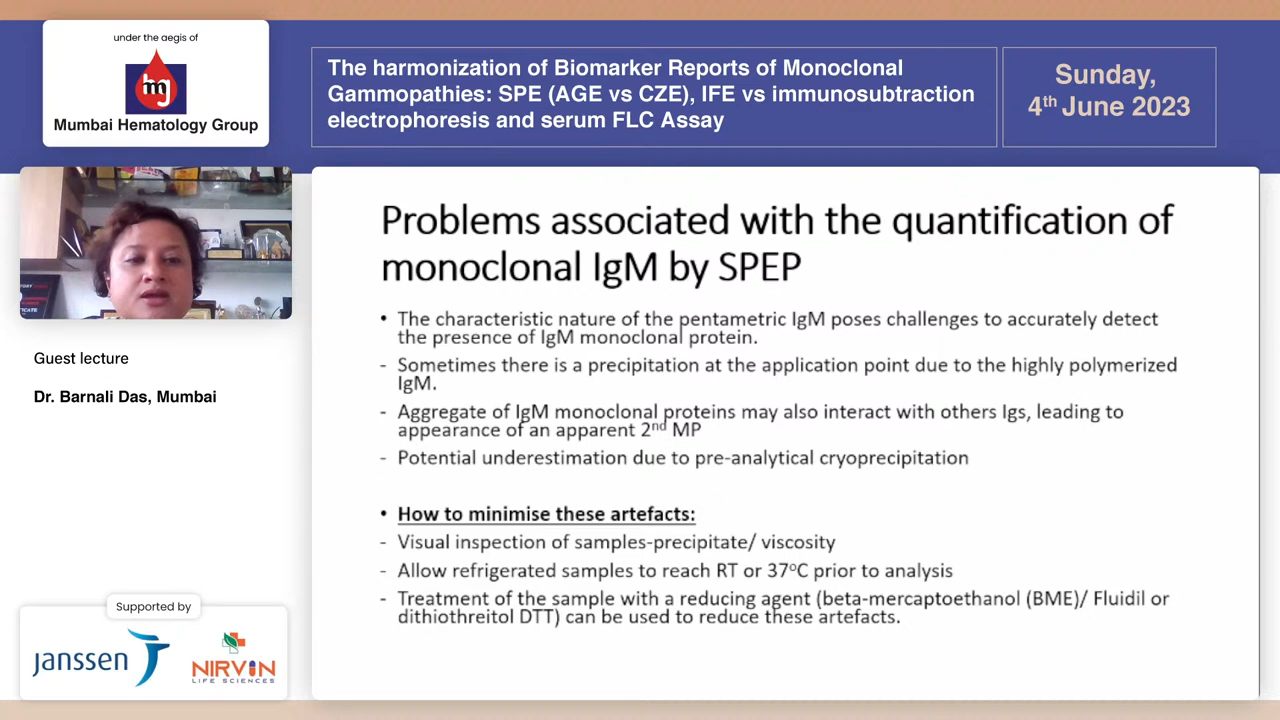 under the aegis of
mg
Mumbai Hematology Group
The harmonization of Biomarker Reports of Monoclonal
Gammopathies: SPE (AGE vs CZE), IFE vs immunosubtraction
electrophoresis and serum FLC Assay
Sunday,
4th June 2023
Guest lecture
Dr. Barnali Das, Mumbai
Supported by
janssen
NIRVIN
LIFE SCIENCES
Problems associated with the quantification of
monoclonal IgM by SPEP
• The characteristic nature of the pentametric IgM poses challenges to accurately detect
the presence of IgM monoclonal protein.
- Sometimes there is a precipitation at the application point due to the highly polymerized
IgM.
- Aggregate of IgM monoclonal proteins may also interact with others Igs, leading to
appearance of an apparent 2nd MP
- Potential underestimation due to pre-analytical cryoprecipitation
• How to minimise these artefacts:
- Visual inspection of samples-precipitate/ viscosity
- Allow refrigerated samples to reach RT or 37oC prior to analysis
- Treatment of the sample with a reducing agent (beta-mercaptoethanol (BME)/ Fluidil or
dithiothreitol DTT) can be used to reduce these artefacts.